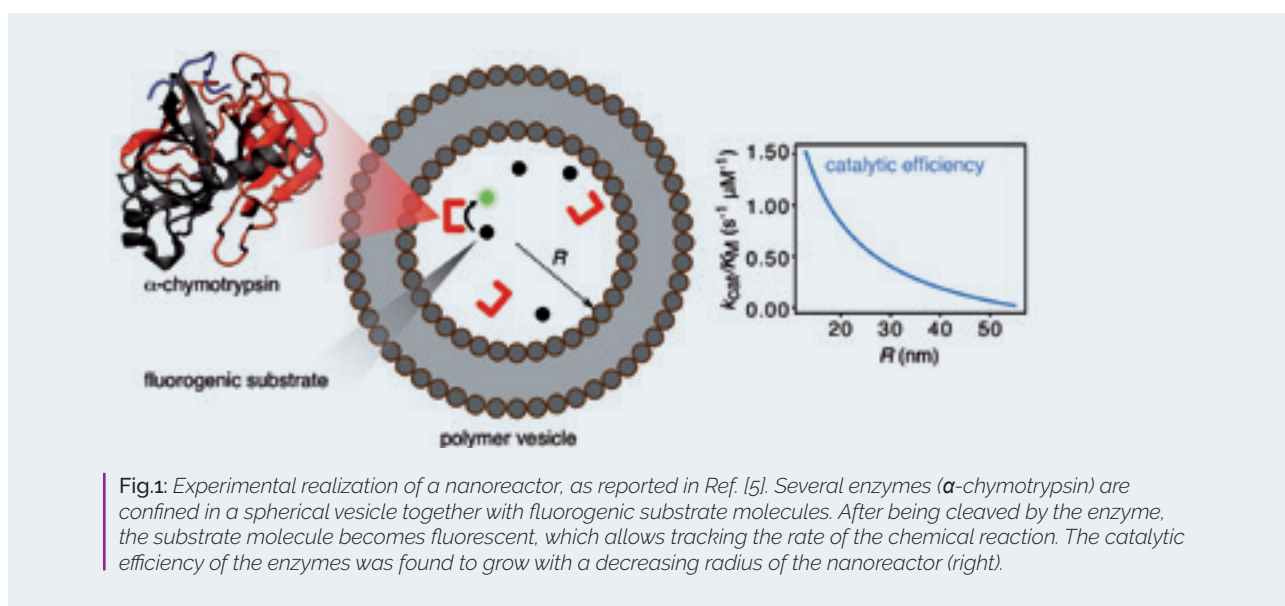 α-chymotrypsin
fluorogenic substrate
R
polymer vesicle
catalytic efficiency
kcat/KM (s-1 μM-1)
1.50
1.00
0.50
0.00
20 30 40 50
R (nm)
Fig.1: Experimental realization of a nanoreactor, as reported in Ref. [5]. Several enzymes (α-chymotrypsin) are
confined in a spherical vesicle together with fluorogenic substrate molecules. After being cleaved by the enzyme,
the substrate molecule becomes fluorescent, which allows tracking the rate of the chemical reaction. The catalytic
efficiency of the enzymes was found to grow with a decreasing radius of the nanoreactor (right).